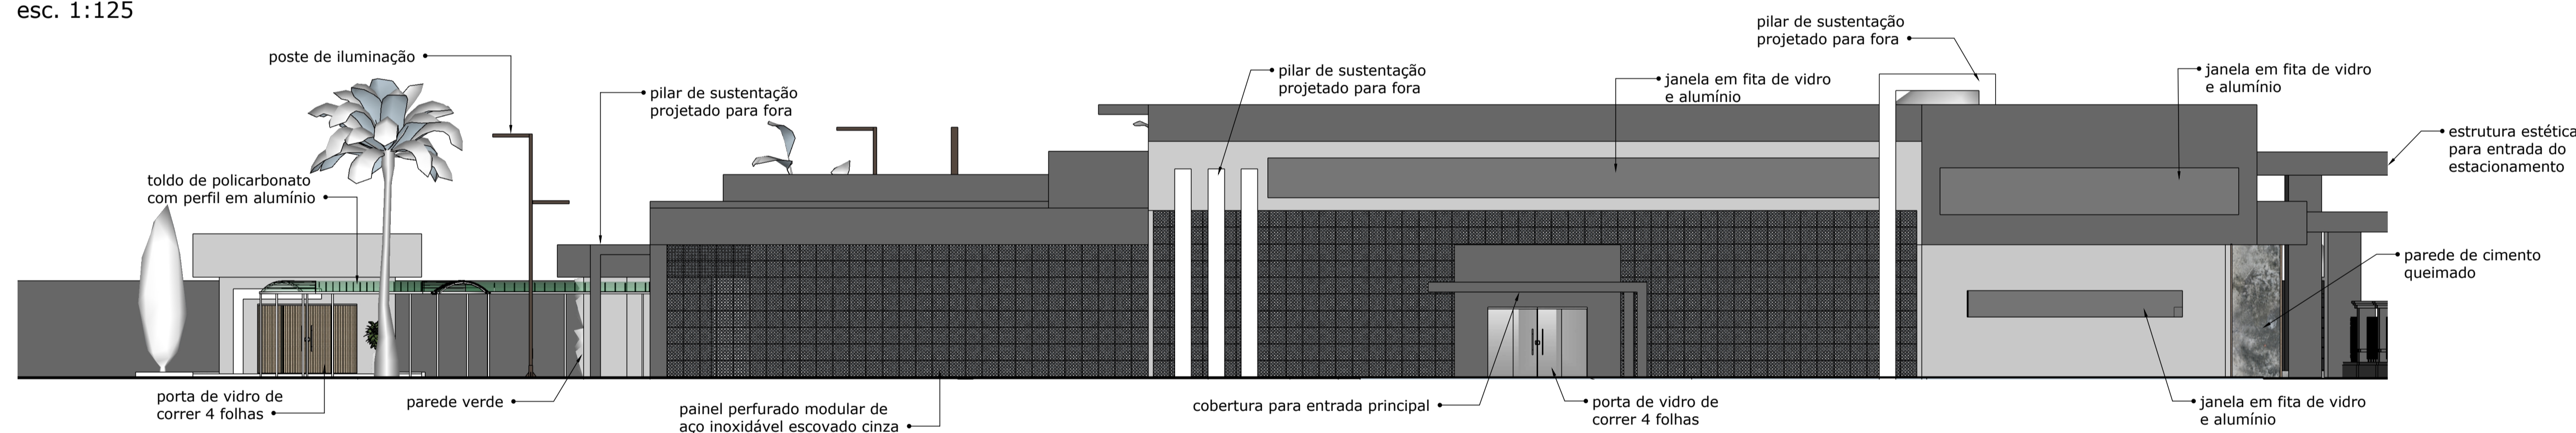 esc. 1:125
poste de iluminação
pilar de sustentação
projetado para fora
toldo de policarbonato
com perfil em alumínio
pilar de sustentação
projetado para fora
janela em fita de vidro
e alumínio
pilar de sustentação
projetado para fora
janela em fita de vidro
e alumínio
estrutura estética
para entrada do
estacionamento
parede de cimento
queimado
porta de vidro de
correr 4 folhas
parede verde
painel perfurado modular de
aço inoxidável escovado cinza
cobertura para entrada principal
porta de vidro de
correr 4 folhas
janela em fita de vidro
e alumínio